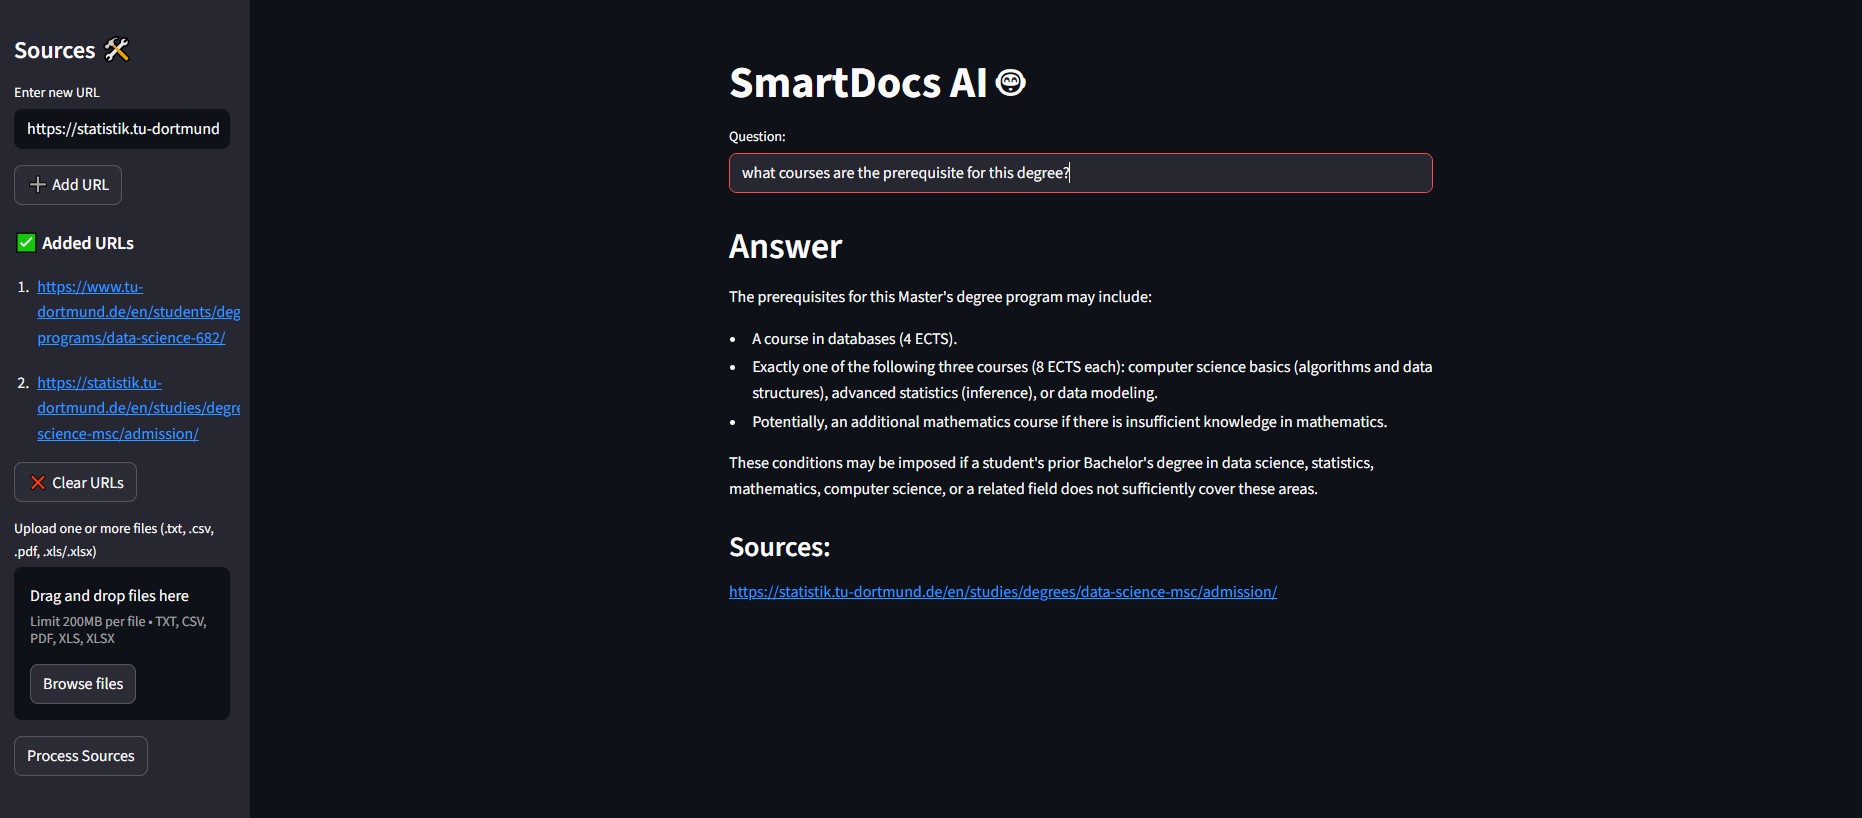 Sources
Enter new URL
https://statistik.tu-dortmund
Add URL
Added URLs
1. https://www.tu-
dortmund.de/en/students/deg
programs/data-science-682/
2. https://statistik.tu-
dortmund.de/en/studies/degre
science-msc/admission/
Clear URLs
Upload one or more files (.txt, .csv,
.pdf, .xls/.xlsx)
Drag and drop files here
Limit 200MB per file • TXT, CSV,
PDF, XLS, XLSX
Browse files
Process Sources
SmartDocs AI
Question:
what courses are the prerequisite for this degree?
Answer
The prerequisites for this Master's degree program may include:
• A course in databases (4 ECTS).
• Exactly one of the following three courses (8 ECTS each): computer science basics (algorithms and data
structures), advanced statistics (inference), or data modeling.
• Potentially, an additional mathematics course if there is insufficient knowledge in mathematics.
These conditions may be imposed if a student's prior Bachelor's degree in data science, statistics,
mathematics, computer science, or a related field does not sufficiently cover these areas.
Sources:
https://statistik.tu-dortmund.de/en/studies/degrees/data-science-msc/admission/